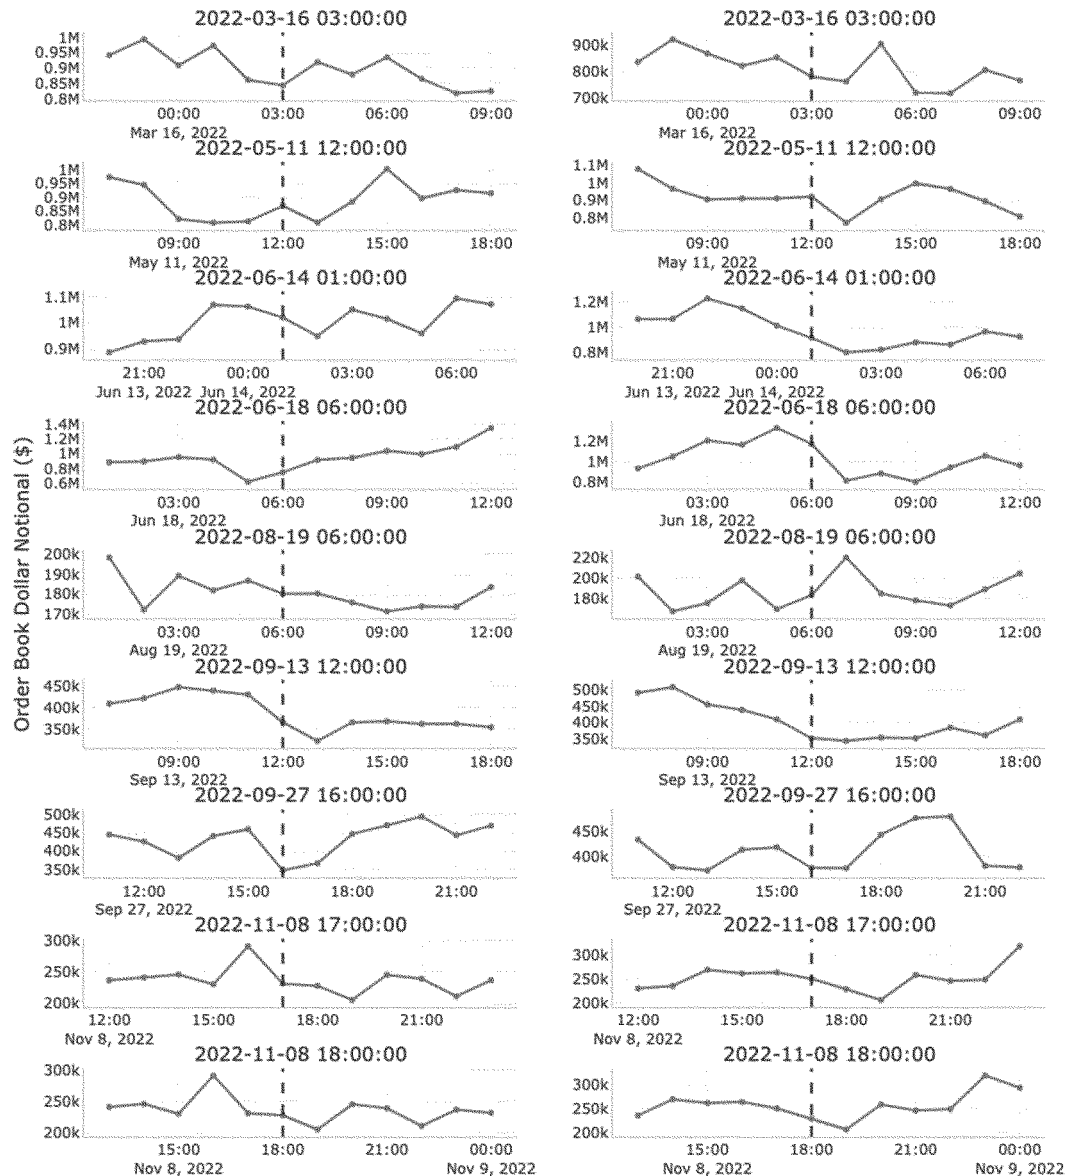 Order Book Dollar Notional ($)
2022-03-16 03:00:00
1M
0.95M
0.9M
0.85M
0.8M
00:00 03:00 06:00 09:00
Mar 16, 2022
2022-03-16 03:00:00
900k
800k
700k
00:00 03:00 06:00 09:00
Mar 16, 2022
2022-05-11 12:00:00
1M
0.95M
0.9M
0.85M
0.8M
09:00 12:00 15:00 18:00
May 11, 2022
2022-05-11 12:00:00
1.1M
1M
0.9M
0.8M
09:00 12:00 15:00 18:00
May 11, 2022
2022-06-14 01:00:00
1.1M
1M
0.9M
21:00 00:00 03:00 06:00
Jun 13, 2022 Jun 14, 2022
2022-06-14 01:00:00
1.2M
1M
0.8M
21:00 00:00 03:00 06:00
Jun 13, 2022 Jun 14, 2022
2022-06-18 06:00:00
1.4M
1.2M
1M
0.8M
0.6M
03:00 06:00 09:00 12:00
Jun 18, 2022
2022-06-18 06:00:00
1.2M
1M
0.8M
03:00 06:00 09:00 12:00
Jun 18, 2022
2022-08-19 06:00:00
200k
190k
180k
170k
03:00 06:00 09:00 12:00
Aug 19, 2022
2022-08-19 06:00:00
220k
200k
180k
03:00 06:00 09:00 12:00
Aug 19, 2022
2022-09-13 12:00:00
450k
400k
350k
09:00 12:00 15:00 18:00
Sep 13, 2022
2022-09-13 12:00:00
500k
450k
400k
350k
09:00 12:00 15:00 18:00
Sep 13, 2022
2022-09-27 16:00:00
500k
450k
400k
350k
12:00 15:00 18:00 21:00
Sep 27, 2022
2022-09-27 16:00:00
450k
400k
12:00 15:00 18:00 21:00
Sep 27, 2022
2022-11-08 17:00:00
300k
250k
200k
12:00 15:00 18:00 21:00
Nov 8, 2022
2022-11-08 17:00:00
300k
250k
200k
12:00 15:00 18:00 21:00
Nov 8, 2022
2022-11-08 18:00:00
300k
250k
200k
15:00 18:00 21:00 00:00
Nov 8, 2022 Nov 9, 2022
2022-11-08 18:00:00
300k
250k
200k
15:00 18:00 21:00 00:00
Nov 8, 2022 Nov 9, 2022